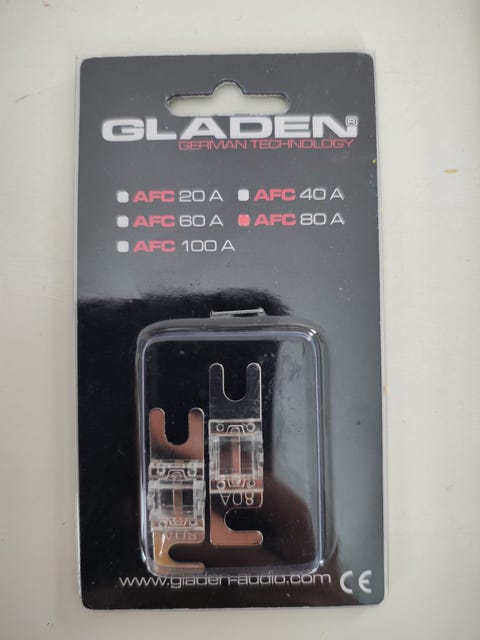 GLADEN®
GERMAN TECHNOLOGY
AFC 20 A AFC 40 A
AFC 60 A AFC 80 A
AFC 100 A
80A
80A
www.gladen-audio.com CE